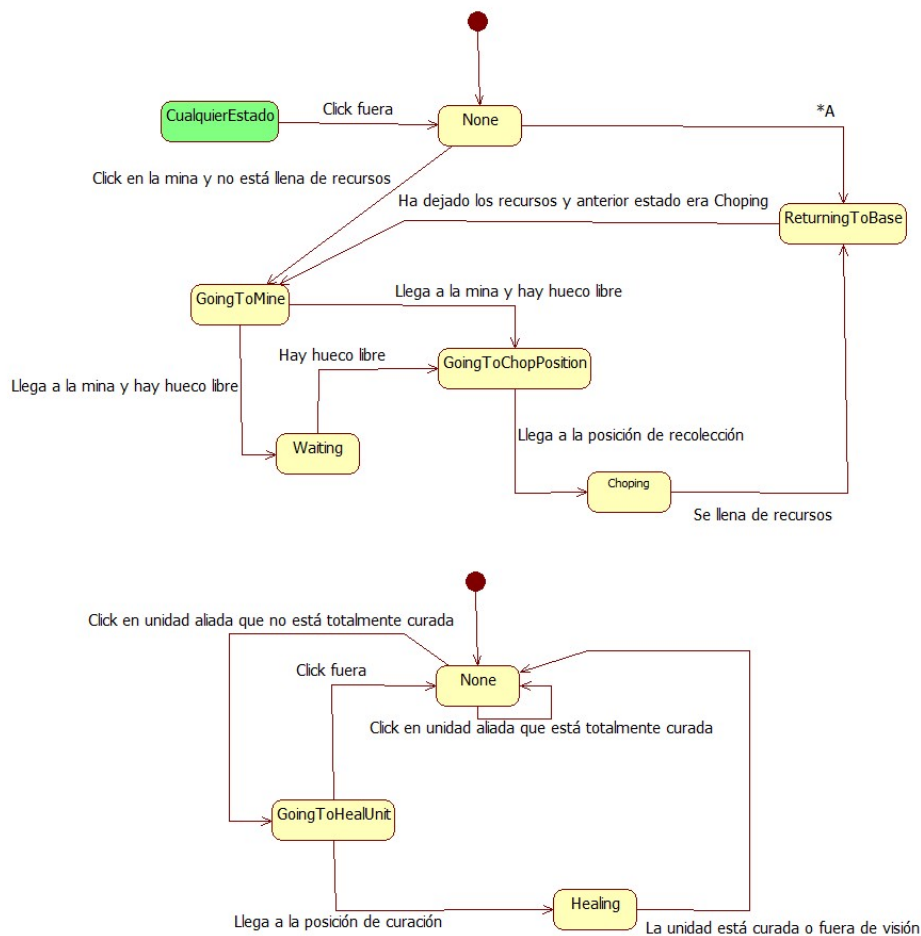 CualquierEstado
Click fuera
None
*A
Click en la mina y no está llena de recursos
Ha dejado los recursos y anterior estado era Choping
ReturningToBase
GoingToMine
Llega a la mina y hay hueco libre
Hay hueco libre
GoingToChopPosition
Llega a la mina y hay hueco libre
Llega a la posición de recolección
Waiting
Choping
Se llena de recursos
Click en unidad aliada que no está totalmente curada
Click fuera
None
Click en unidad aliada que está totalmente curada
GoingToHealUnit
Healing
Llega a la posición de curación
La unidad está curada o fuera de visión